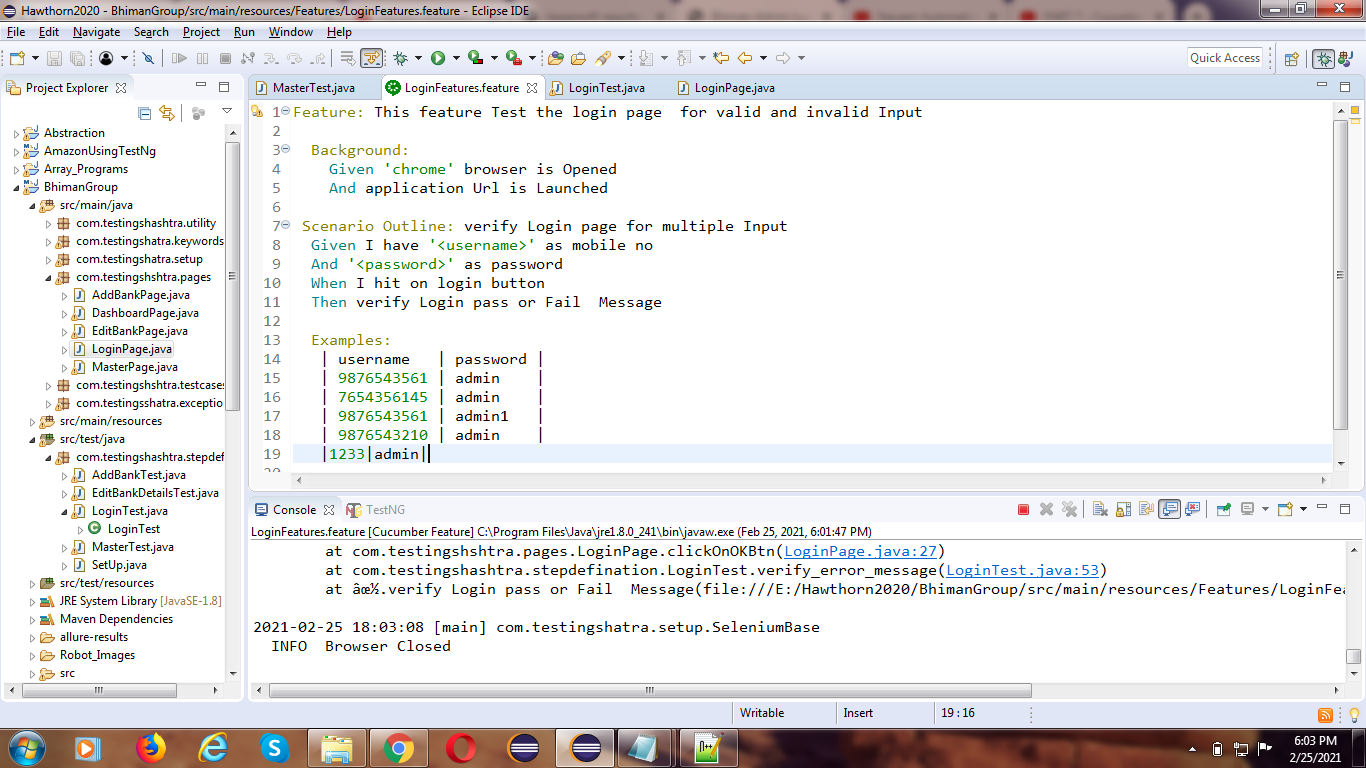 Hawthorn2020 - BhimanGroup/src/main/resources/Features/LoginFeatures.feature - Eclipse IDE
File Edit Navigate Search Project Run Window Help
Quick Access
Project Explorer
Abstraction
AmazonUsingTestNg
Array_Programs
BhimanGroup
src/main/java
com.testingshashtra.utility
com.testingshatra.keywords
com.testingshatra.setup
com.testingshshtra.pages
AddBankPage.java
DashboardPage.java
EditBankPage.java
LoginPage.java
MasterPage.java
com.testingshshtra.testcases
com.testingsshatra.exceptio
src/main/resources
src/test/java
com.testingshashtra.stepdef
AddBankTest.java
EditBankDetailsTest.java
LoginTest.java
LoginTest
MasterTest.java
SetUp.java
src/test/resources
JRE System Library [JavaSE-1.8]
Maven Dependencies
allure-results
Robot_Images
src
MasterTest.java LoginFeatures.feature LoginTest.java LoginPage.java
1 Feature: This feature Test the login page  for valid and invalid Input
2
3 Background:
4 Given 'chrome' browser is Opened
5 And application Url is Launched
6
7 Scenario Outline: verify Login page for multiple Input
8 Given I have '<username>' as mobile no
9 And '<password>' as password
10 When I hit on login button
11 Then verify Login pass or Fail  Message
12
13 Examples:
14 | username   | password |
15 | 9876543561 | admin    |
16 | 7654356145 | admin    |
17 | 9876543561 | admin1   |
18 | 9876543210 | admin    |
19 |1233|admin|
Console TestNG
LoginFeatures.feature [Cucumber Feature] C:\Program Files\Java\jre1.8.0_241\bin\javaw.exe (Feb 25, 2021, 6:01:47 PM)
at com.testingshshtra.pages.LoginPage.clickOnOKBtn(LoginPage.java:27)
at com.testingshashtra.stepdefination.LoginTest.verify_error_message(LoginTest.java:53)
at âœ½.verify Login pass or Fail  Message(file:///E:/Hawthorn2020/BhimanGroup/src/main/resources/Features/LoginFea
2021-02-25 18:03:08 [main] com.testingshatra.setup.SeleniumBase
INFO  Browser Closed
Writable Insert 19 : 16
6:03 PM
2/25/2021